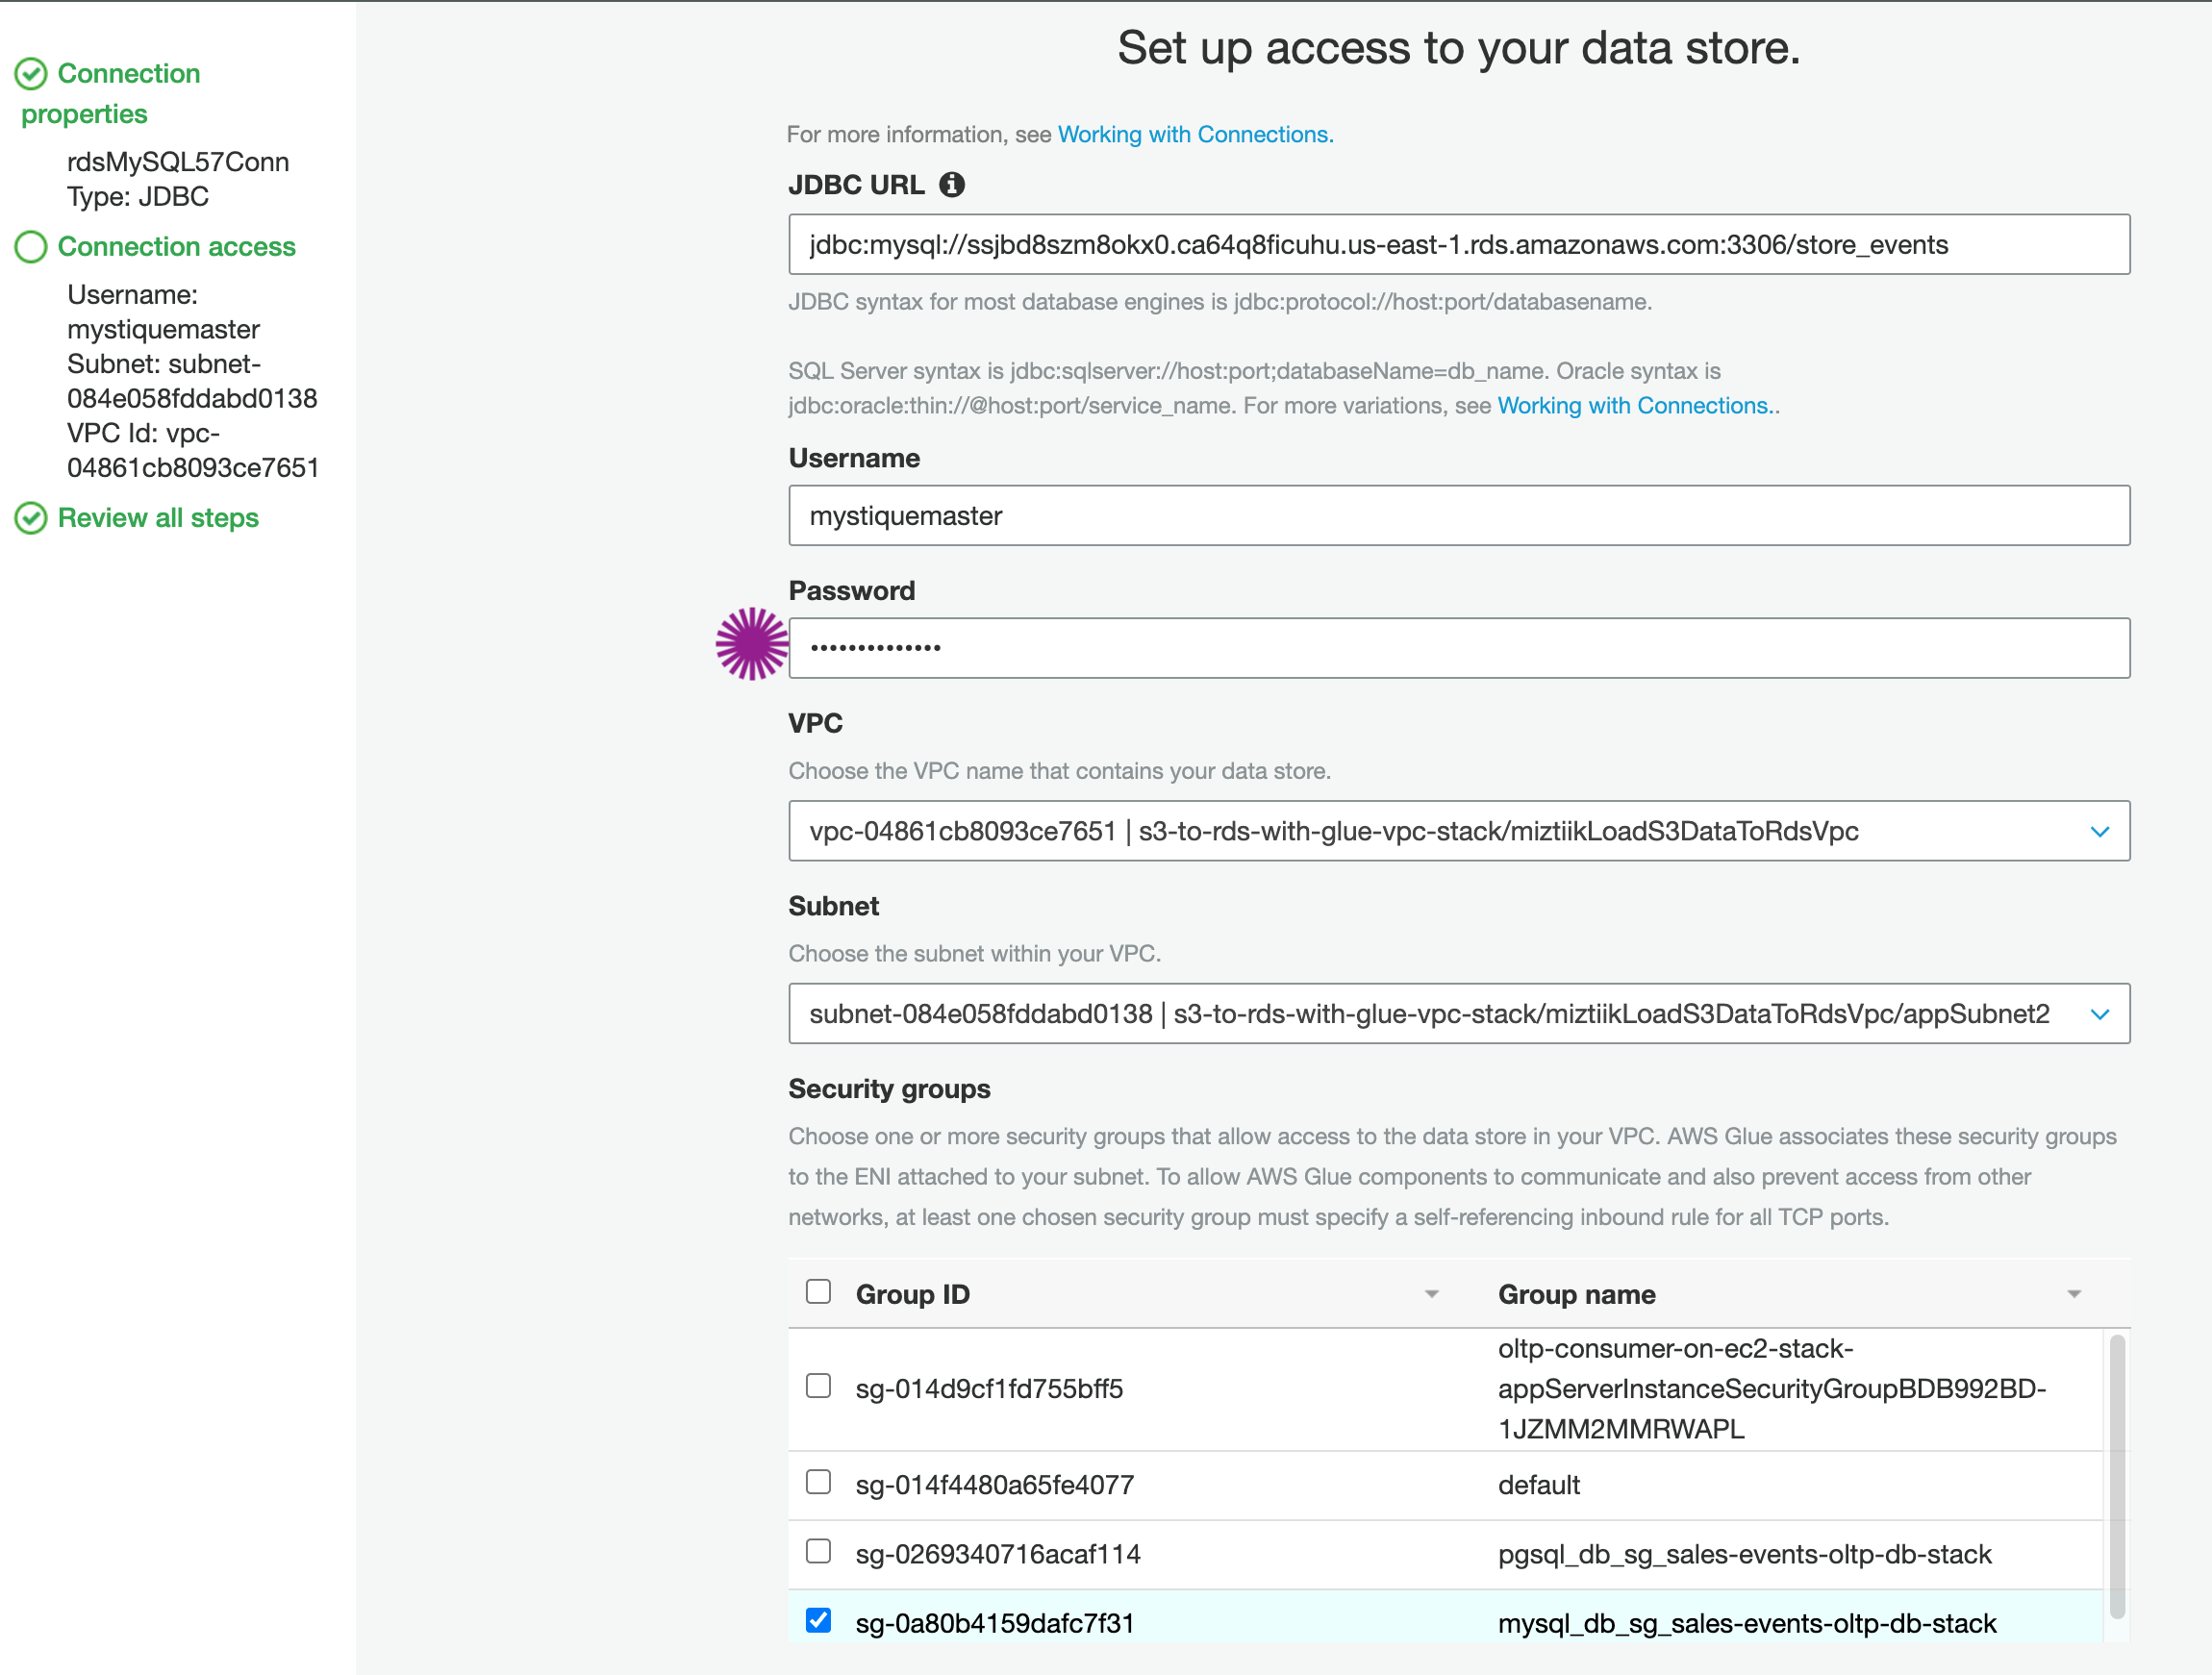 Connection
properties
rdsMySQL57Conn
Type: JDBC
Connection access
Username:
mystiquemaster
Subnet: subnet-
084e058fddabd0138
VPC Id: vpc-
04861cb8093ce7651
Review all steps
Set up access to your data store.
For more information, see Working with Connections.
JDBC URL
jdbc:mysql://ssjbd8szm8okx0.ca64q8ficuhu.us-east-1.rds.amazonaws.com:3306/store_events
JDBC syntax for most database engines is jdbc:protocol://host:port/databasename.
SQL Server syntax is jdbc:sqlserver://host:port;databaseName=db_name. Oracle syntax is
jdbc:oracle:thin://@host:port/service_name. For more variations, see Working with Connections..
Username
mystiquemaster
Password
••••••••••••••
VPC
Choose the VPC name that contains your data store.
vpc-04861cb8093ce7651 | s3-to-rds-with-glue-vpc-stack/miztiikLoadS3DataToRdsVpc
Subnet
Choose the subnet within your VPC.
subnet-084e058fddabd0138 | s3-to-rds-with-glue-vpc-stack/miztiikLoadS3DataToRdsVpc/appSubnet2
Security groups
Choose one or more security groups that allow access to the data store in your VPC. AWS Glue associates these security groups
to the ENI attached to your subnet. To allow AWS Glue components to communicate and also prevent access from other
networks, at least one chosen security group must specify a self-referencing inbound rule for all TCP ports.
Group ID Group name
oltp-consumer-on-ec2-stack-
sg-014d9cf1fd755bff5 appServerInstanceSecurityGroupBDB992BD-
1JZMM2MMRWAPL
sg-014f4480a65fe4077 default
sg-0269340716acaf114 pgsql_db_sg_sales-events-oltp-db-stack
sg-0a80b4159dafc7f31 mysql_db_sg_sales-events-oltp-db-stack